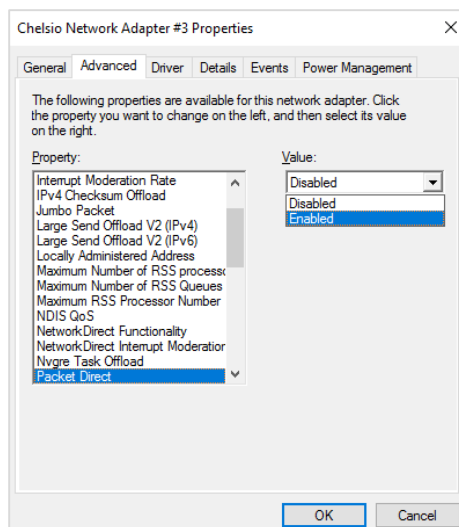 Chelsio Network Adapter #3 Properties
General Advanced Driver Details Events Power Management
The following properties are available for this network adapter. Click
the property you want to change on the left, and then select its value
on the right.
Property:
Value:
Interrupt Moderation Rate
IPv4 Checksum Offload
Jumbo Packet
Large Send Offload V2 (IPv4)
Large Send Offload V2 (IPv6)
Locally Administered Address
Maximum Number of RSS processo
Maximum Number of RSS Queues
Maximum RSS Processor Number
NDIS QoS
NetworkDirect Functionality
NetworkDirect Interrupt Moderation
Nvgre Task Offload
Packet Direct
Disabled
Disabled
Enabled
OK Cancel